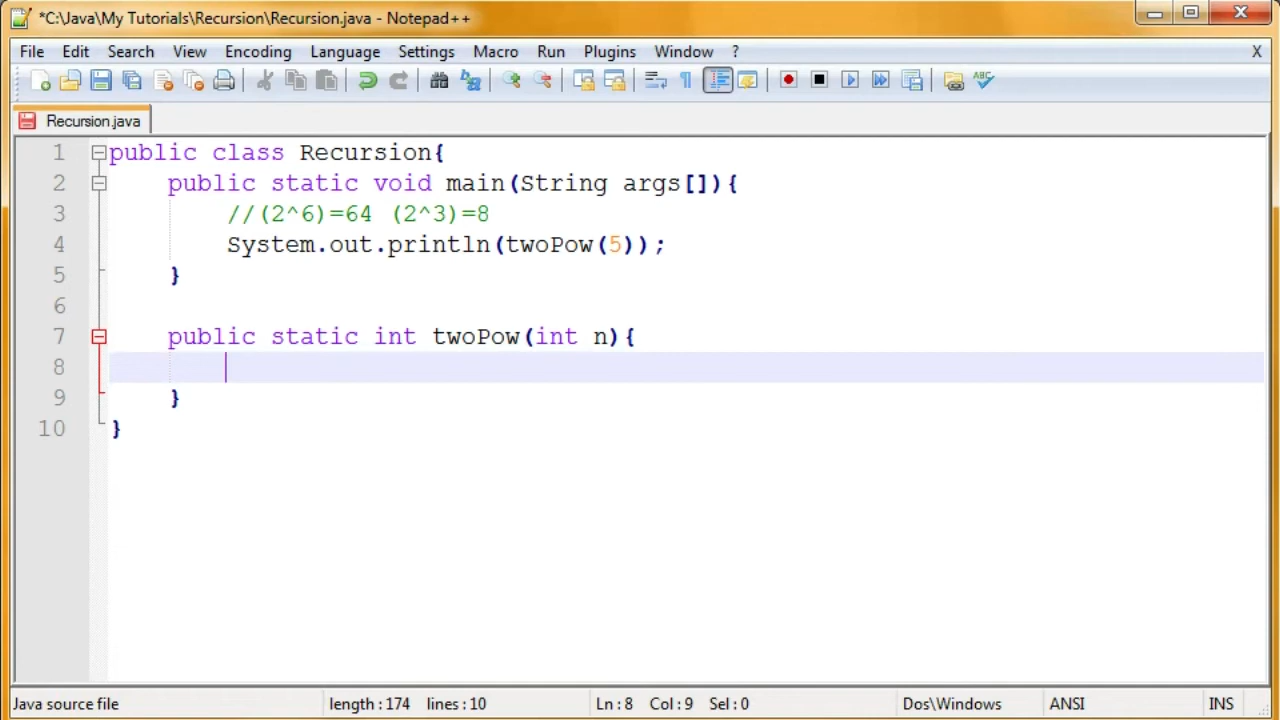 *C:\Java\My Tutorials\Recursion\Recursion.java - Notepad++
File Edit Search View Encoding Language Settings Macro Run Plugins Window ? X
Recursion.java
1 public class Recursion{
2 public static void main(String args[]){
3 //(2^6)=64 (2^3)=8
4 System.out.println(twoPow(5));
5 }
6
7 public static int twoPow(int n){
8
9 }
10 }
Java source file length : 174 lines : 10 Ln : 8 Col : 9 Sel : 0 Dos\Windows ANSI INS